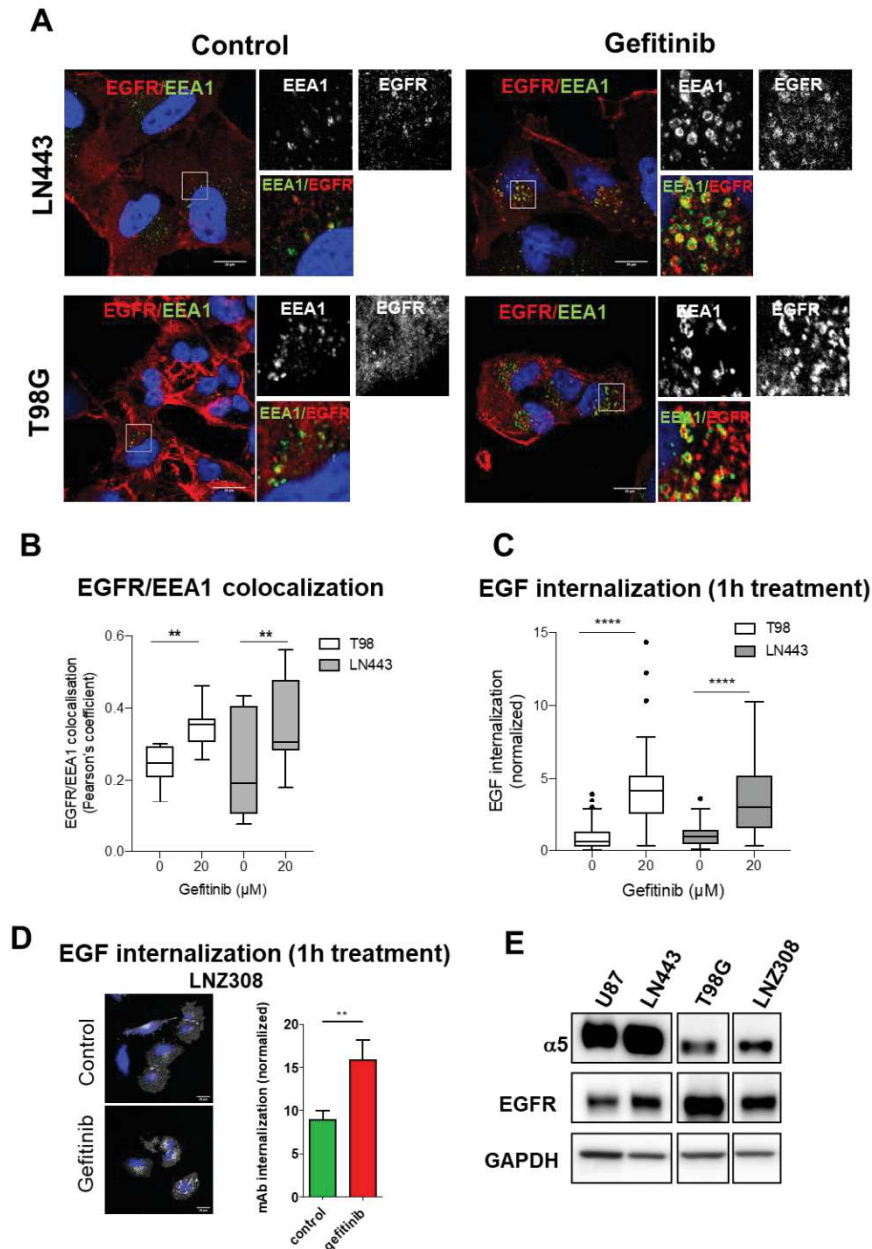 A
Control
Gefitinib
LN443
EGFR/EEA1
EEA1
EGFR
EEA1/EGFR
EGFR/EEA1
EEA1
EGFR
EEA1/EGFR
T98G
EGFR/EEA1
EEA1
EGFR
EEA1/EGFR
EGFR/EEA1
EEA1
EGFR
EEA1/EGFR
B
EGFR/EEA1 colocalization
EGFR/EEA1 colocalisation
(Pearson's coefficient)
0.6
0.4
0.2
0.0
** **
T98
LN443
0 20 0 20
Gefitinib (µM)
C
EGF internalization (1h treatment)
EGF internalization
(normalized)
15
10
5
0
****
****
T98
LN443
0 20 0 20
Gefitinib (µM)
D
EGF internalization (1h treatment)
LNZ308
Control
Gefitinib
mAb internalization (normalized)
20
15
10
5
0
**
control
gefitinib
E
U87 LN443 T98G LNZ308
α5
EGFR
GAPDH